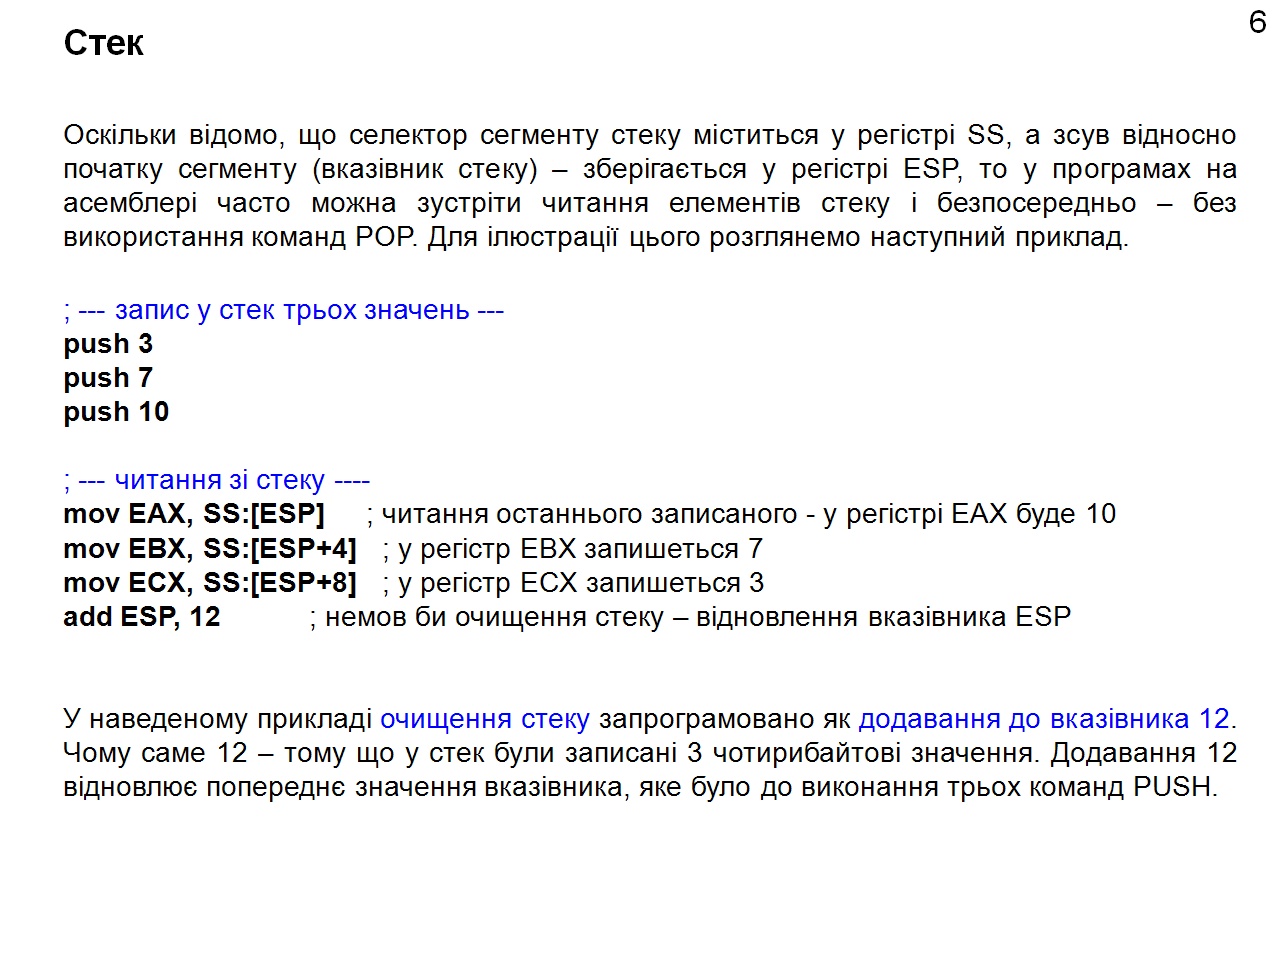 6
Стек
Оскільки відомо, що селектор сегменту стеку міститься у регістрі SS, а зсув відносно
початку сегменту (вказівник стеку) – зберігається у регістрі ESP, то у програмах на
асемблері часто можна зустріти читання елементів стеку і безпосередньо – без
використання команд POP. Для ілюстрації цього розглянемо наступний приклад.
; --- запис у стек трьох значень ---
push 3
push 7
push 10
; --- читання зі стеку ----
mov EAX, SS:[ESP] ; читання останнього записаного - у регістрі EAX буде 10
mov EBX, SS:[ESP+4] ; у регістр EBX запишеться 7
mov ECX, SS:[ESP+8] ; у регістр ECX запишеться 3
add ESP, 12 ; немов би очищення стеку – відновлення вказівника ESP
У наведеному прикладі очищення стеку запрограмовано як додавання до вказівника 12.
Чому саме 12 – тому що у стек були записані 3 чотирибайтові значення. Додавання 12
відновлює попереднє значення вказівника, яке було до виконання трьох команд PUSH.